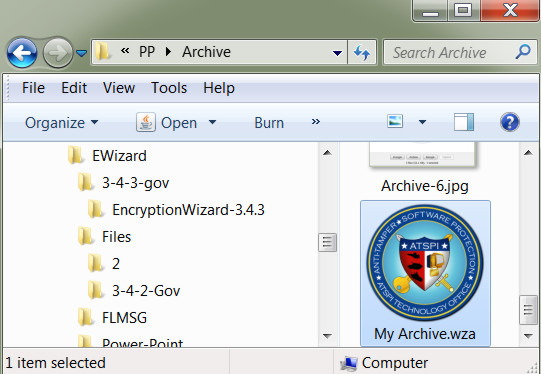 « PP Archive
Search Archive
File Edit View Tools Help
Organize Open Burn »
EWizard
3-4-3-gov
EncryptionWizard-3.4.3
Files
2
3-4-2-Gov
FLMSG
Power-Point
Archive-6.jpg
ANTI-TAMPER ★ SOFTWARE PROTECTION
ATSPI
ATSPI TECHNOLOGY OFFICE
My Archive.wza
1 item selected
Computer